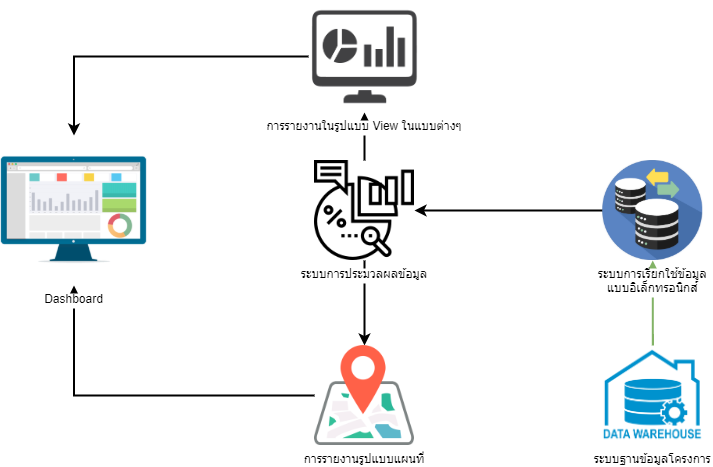 การรายงานในรูปแบบ View ในแบบต่างๆ
ระบบการประมวลผลข้อมูล
ระบบการเรียกใช้ข้อมูล
แบบอิเล็กทรอนิกส์
Dashboard
DATA WAREHOUSE
การรายงานรูปแบบแผนที่
ระบบฐานข้อมูลโครงการ